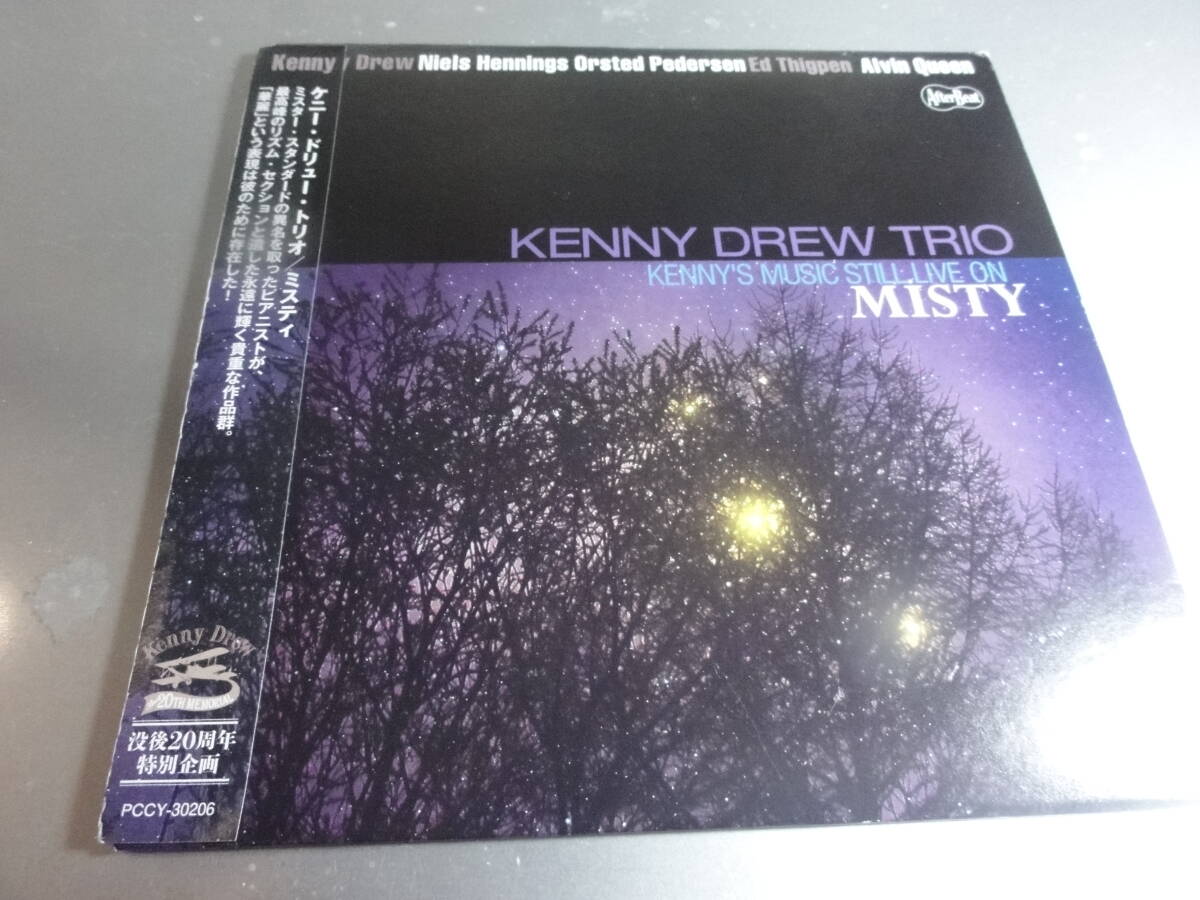 Kenny Drew Niels Hennings Orsted Pedersen Ed Thigpen Alvin Queen
AfterBeat
KENNY DREW TRIO
KENNY'S MUSIC STILL LIVE ON
MISTY
ケニー・ドリュー・トリオ/ミスティ
ミスター・スタンダードの異名を取ったピアニストが、
最高峰のリズム・セクションと遺した永遠に輝く貴重な作品群。
「華麗」という表現は彼のために存在した!
Kenny Drew
20TH MEMORIAL
没後20周年
特別企画
PCCY-30206